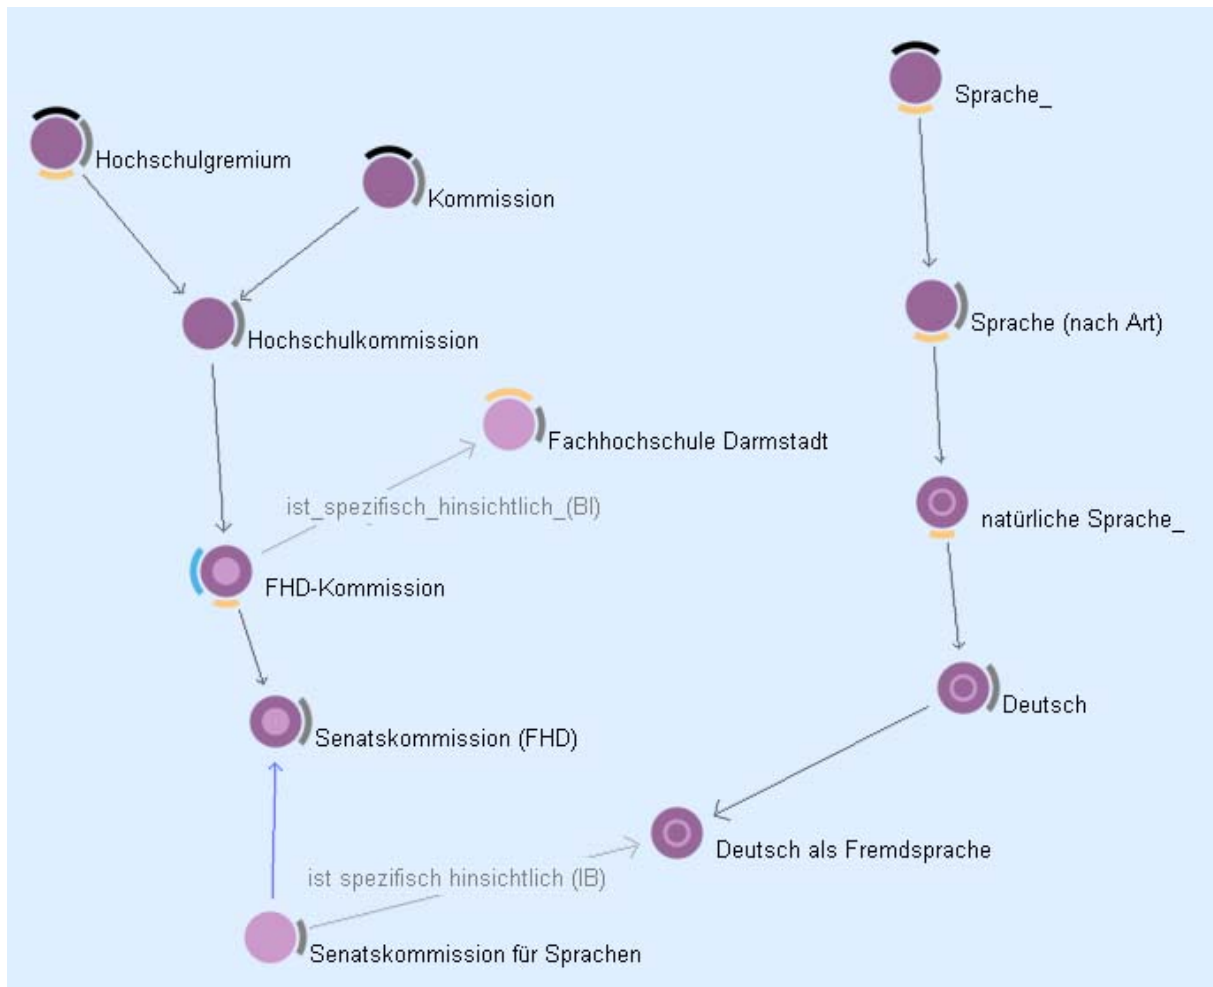 Sprache_
Hochschulgremium
Kommission
Sprache (nach Art)
Hochschulkommission
Fachhochschule Darmstadt
ist_spezifisch_hinsichtlich_(BI)
natürliche Sprache_
FHD-Kommission
Deutsch
Senatskommission (FHD)
Deutsch als Fremdsprache
ist spezifisch hinsichtlich (IB)
Senatskommission für Sprachen